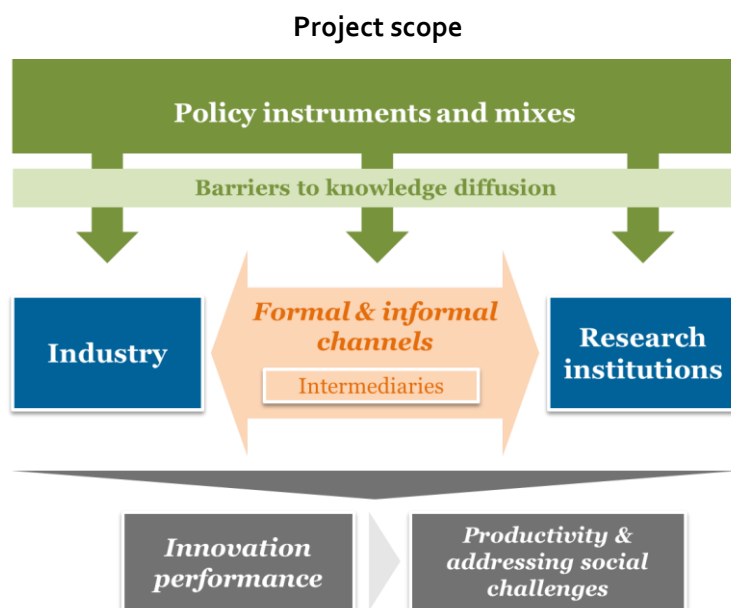 Project scope
Policy instruments and mixes
Barriers to knowledge diffusion
Industry
Formal & informal
channels
Intermediaries
Research
institutions
Innovation
performance
Productivity &
addressing social
challenges